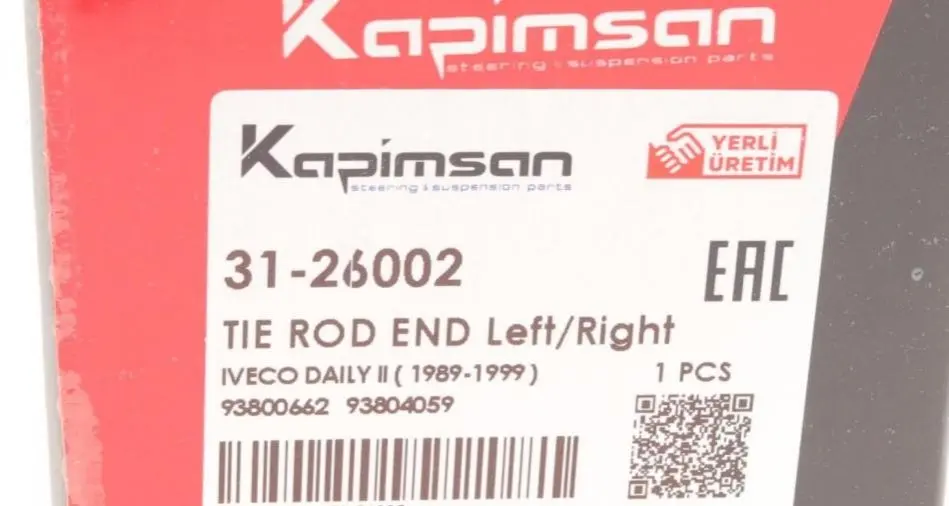 Kapimsan
steering & suspension parts
Kapimsan
steering & suspension parts
YERLİ
ÜRETİM
31-26002
EAC
TIE ROD END Left/Right
IVECO DAILY II ( 1989-1999 )
1 PCS
93800662 93804059